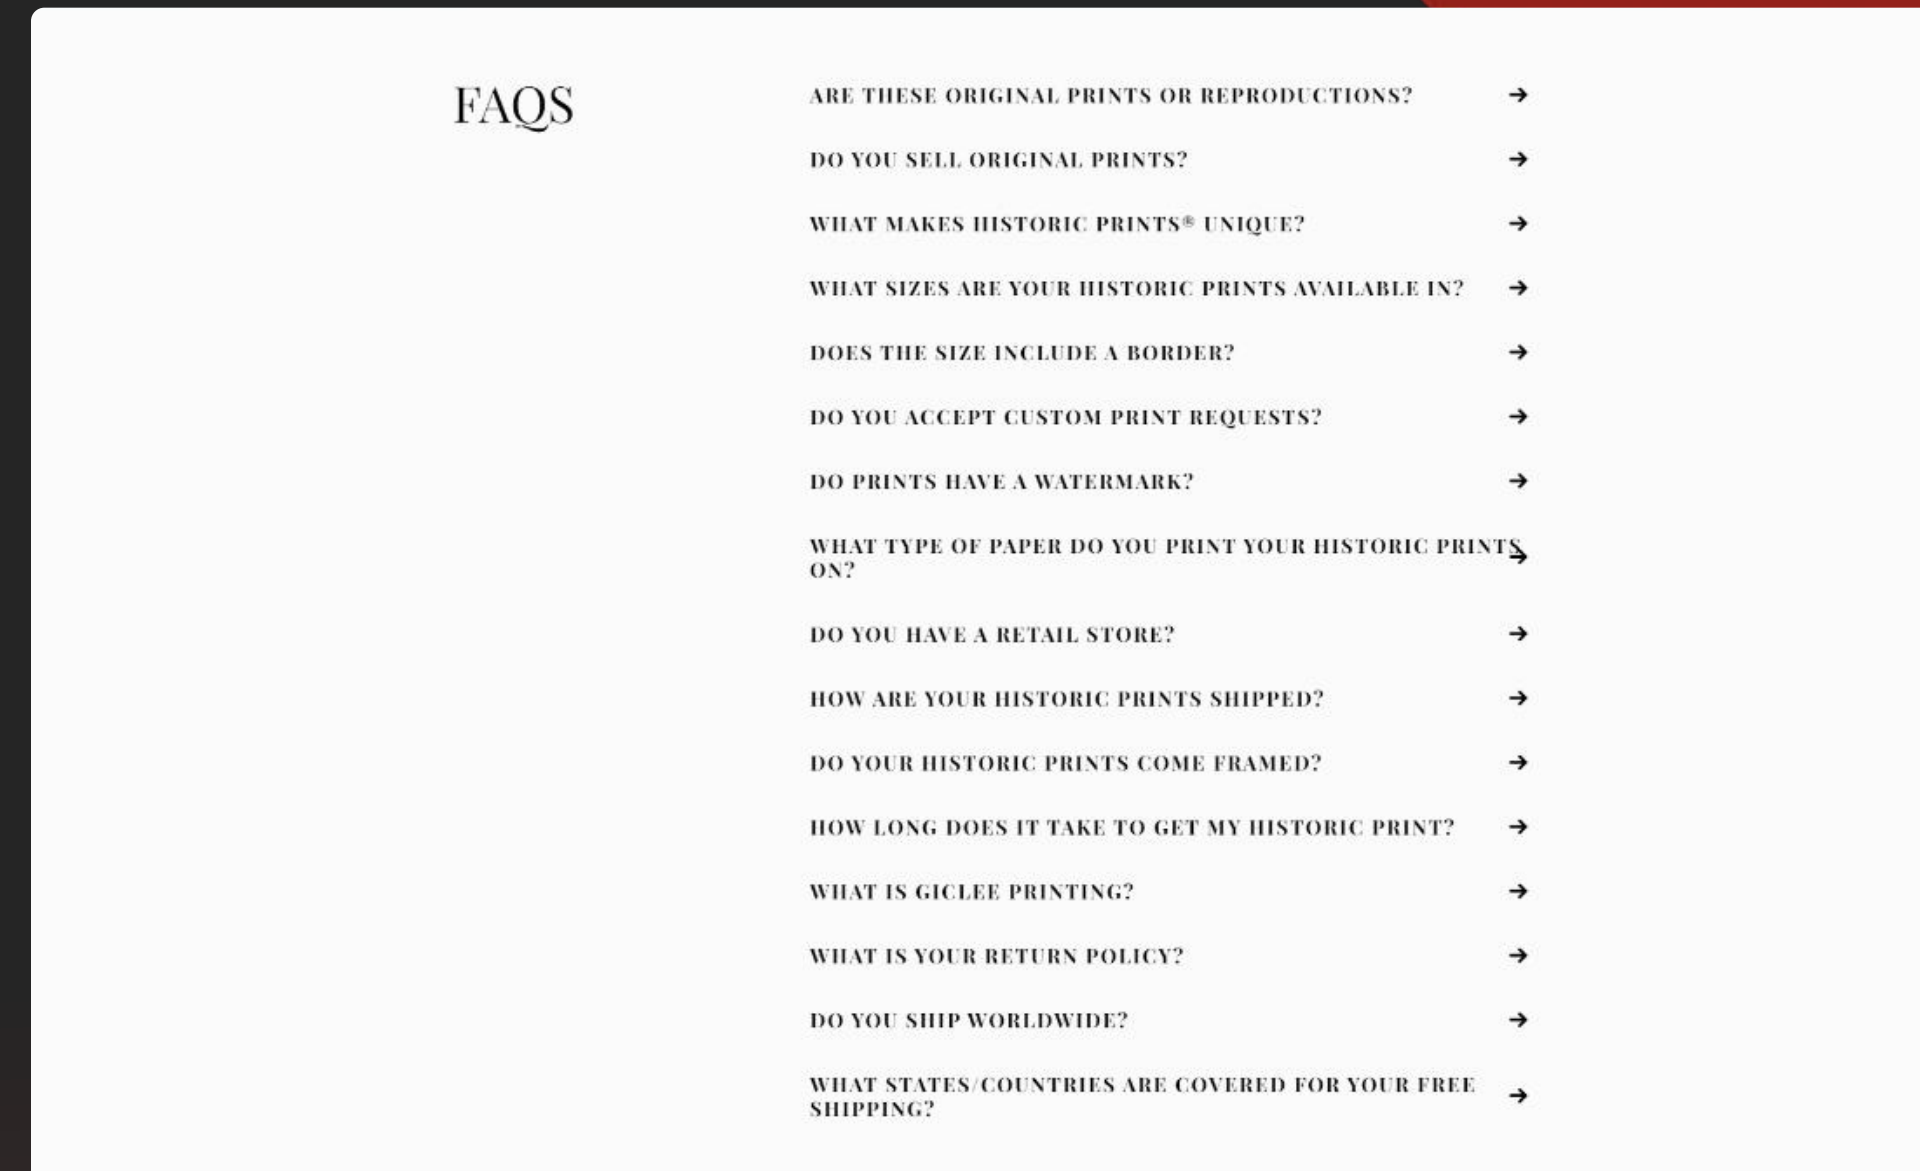 FAQS
ARE THESE ORIGINAL PRINTS OR REPRODUCTIONS?
DO YOU SELL ORIGINAL PRINTS?
WHAT MAKES HISTORIC PRINTS® UNIQUE?
WHAT SIZES ARE YOUR HISTORIC PRINTS AVAILABLE IN?
DOES THE SIZE INCLUDE A BORDER?
DO YOU ACCEPT CUSTOM PRINT REQUESTS?
DO PRINTS HAVE A WATERMARK?
WHAT TYPE OF PAPER DO YOU PRINT YOUR HISTORIC PRINTS
ON?
DO YOU HAVE A RETAIL STORE?
HOW ARE YOUR HISTORIC PRINTS SHIPPED?
DO YOUR HISTORIC PRINTS COME FRAMED?
HOW LONG DOES IT TAKE TO GET MY HISTORIC PRINT?
WHAT IS GICLEE PRINTING?
WHAT IS YOUR RETURN POLICY?
DO YOU SHIP WORLDWIDE?
WHAT STATES/COUNTRIES ARE COVERED FOR YOUR FREE
SHIPPING?